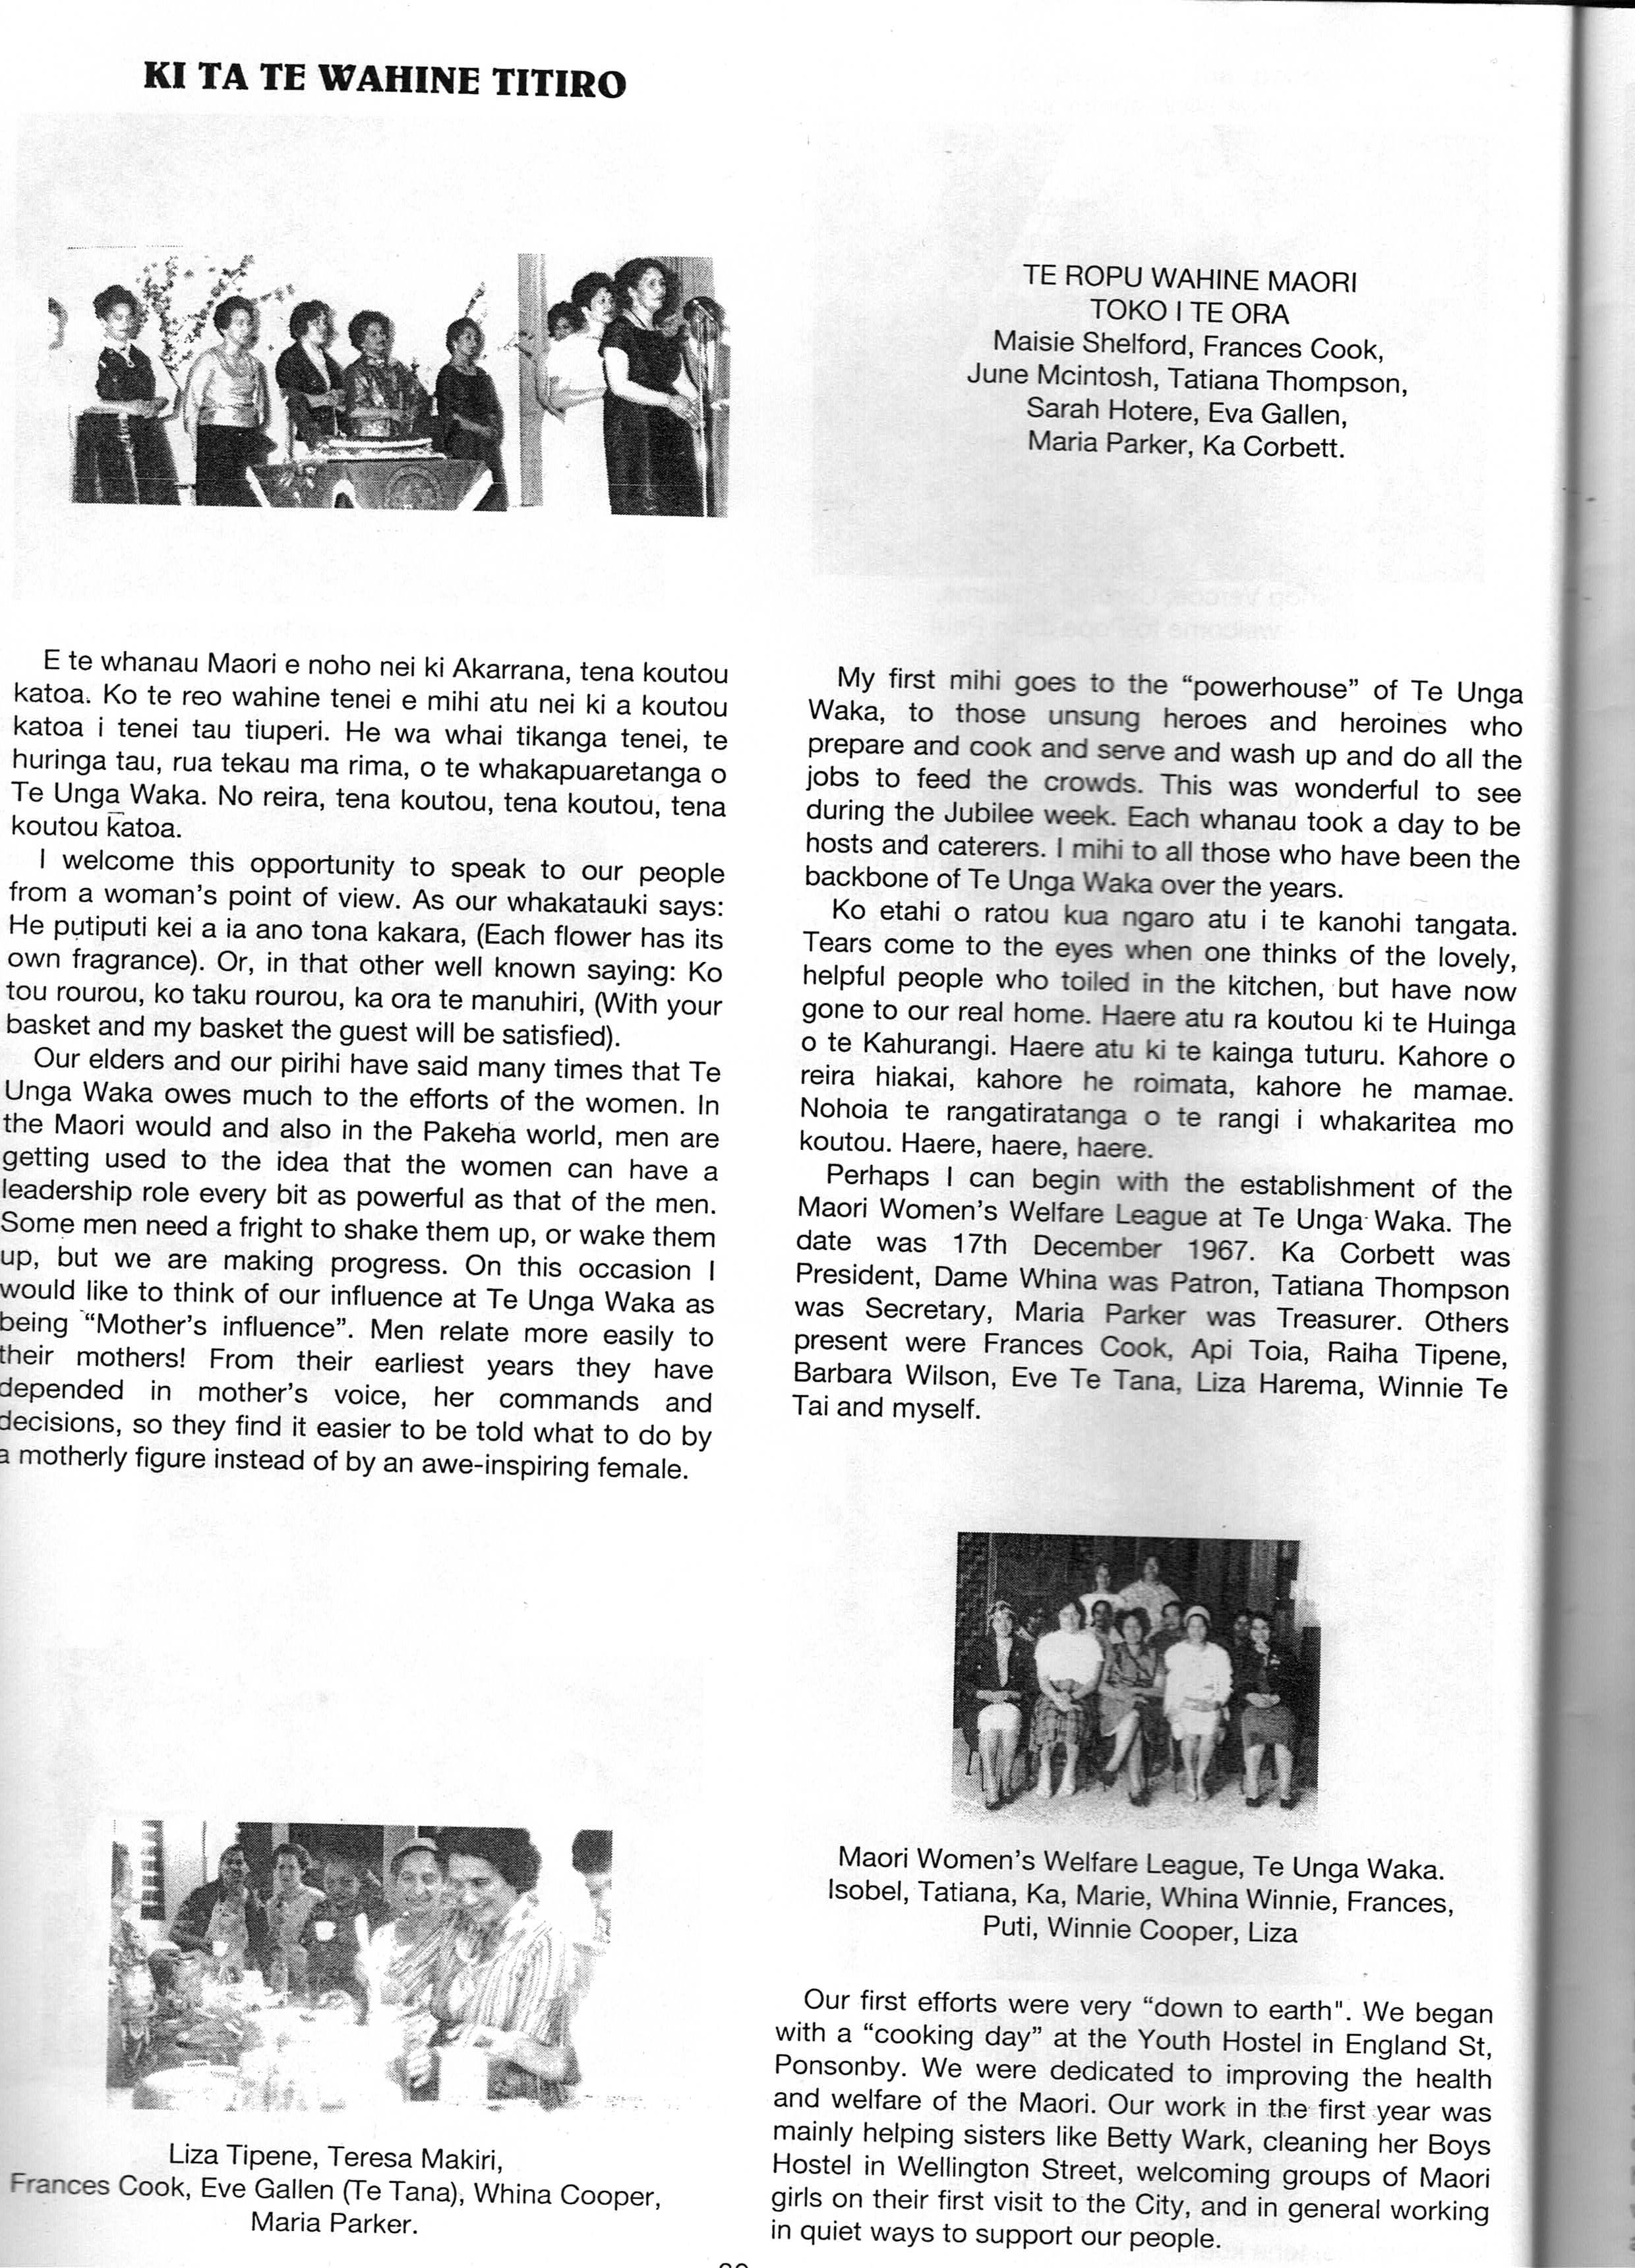 KI TA TE WAHINE TITIRO
E te whanau Maori e noho nei ki Akarrana, tena koutou
katoa. Ko te reo wahine tenei e mihi atu nei ki a koutou
katoa i tenei tau tiuperi. He wa whai tikanga tenei, te
huringa tau, rua tekau ma rima, o te whakapuaretanga o
Te Unga Waka. No reira, tena koutou, tena koutou, tena
koutou katoa.
I welcome this opportunity to speak to our people
from a woman's point of view. As our whakatauki says:
He putiputi kei a ia ano tona kakara, (Each flower has its
own fragrance). Or, in that other well known saying: Ko
tou rourou, ko taku rourou, ka ora te manuhiri, (With your
basket and my basket the guest will be satisfied).
Our elders and our pirihi have said many times that Te
Unga Waka owes much to the efforts of the women. In
the Maori would and also in the Pakeha world, men are
getting used to the idea that the women can have a
leadership role every bit as powerful as that of the men.
Some men need a fright to shake them up, or wake them
up, but we are making progress. On this occasion I
would like to think of our influence at Te Unga Waka as
being "Mother's influence". Men relate more easily to
their mothers! From their earliest years they have
depended in mother's voice, her commands and
decisions, so they find it easier to be told what to do by
a motherly figure instead of by an awe-inspiring female.
Liza Tipene, Teresa Makiri,
Frances Cook, Eve Gallen (Te Tana), Whina Cooper,
Maria Parker.
TE ROPU WAHINE MAORI
TOKO I TE ORA
Maisie Shelford, Frances Cook,
June Mcintosh, Tatiana Thompson,
Sarah Hotere, Eva Gallen,
Maria Parker, Ka Corbett.
My first mihi goes to the "powerhouse" of Te Unga
Waka, to those unsung heroes and heroines who
prepare and cook and serve and wash up and do all the
jobs to feed the crowds. This was wonderful to see
during the Jubilee week. Each whanau took a day to be
hosts and caterers. I mihi to all those who have been the
backbone of Te Unga Waka over the years.
Ko etahi o ratou kua ngaro atu i te kanohi tangata.
Tears come to the eyes when one thinks of the lovely,
helpful people who toiled in the kitchen, but have now
gone to our real home. Haere atu ra koutou ki te Huinga
o te Kahurangi. Haere atu ki te kainga tuturu. Kahore o
reira hiakai, kahore he roimata, kahore he mamae.
Nohoia te rangatiratanga o te rangi i whakaritea mo
koutou. Haere, haere, haere.
Perhaps I can begin with the establishment of the
Maori Women's Welfare League at Te Unga Waka. The
date was 17th December 1967. Ka Corbett was
President, Dame Whina was Patron, Tatiana Thompson
was Secretary, Maria Parker was Treasurer. Others
present were Frances Cook, Api Toia, Raiha Tipene,
Barbara Wilson, Eve Te Tana, Liza Harema, Winnie Te
Tai and myself.
Maori Women's Welfare League, Te Unga Waka.
Isobel, Tatiana, Ka, Marie, Whina Winnie, Frances,
Puti, Winnie Cooper, Liza
Our first efforts were very "down to earth". We began
with a "cooking day" at the Youth Hostel in England St,
Ponsonby. We were dedicated to improving the health
and welfare of the Maori. Our work in the first year was
mainly helping sisters like Betty Wark, cleaning her Boys
Hostel in Wellington Street, welcoming groups of Maori
girls on their first visit to the City, and in general working
in quiet ways to support our people.